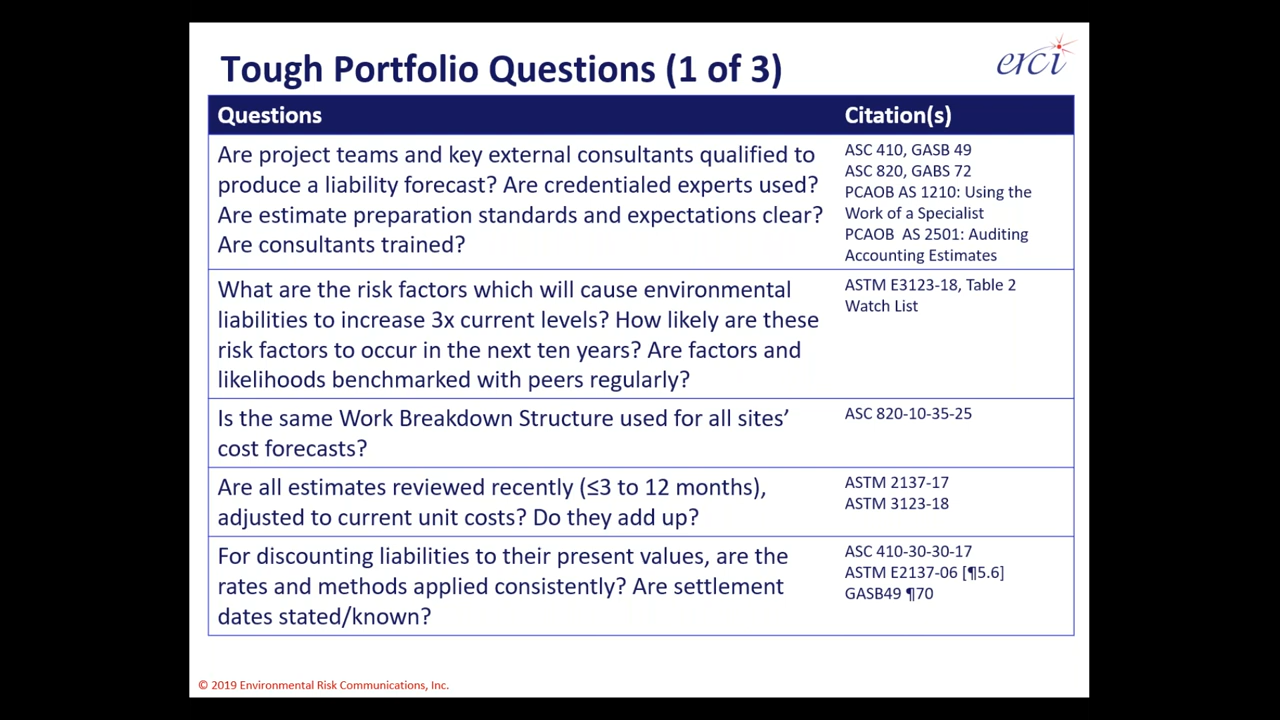 Tough Portfolio Questions (1 of 3)
erci
Questions
Citation(s)
Are project teams and key external consultants qualified to
produce a liability forecast? Are credentialed experts used?
Are estimate preparation standards and expectations clear?
Are consultants trained?
ASC 410, GASB 49
ASC 820, GABS 72
PCAOB AS 1210: Using the
Work of a Specialist
PCAOB  AS 2501: Auditing
Accounting Estimates
What are the risk factors which will cause environmental
liabilities to increase 3x current levels? How likely are these
risk factors to occur in the next ten years? Are factors and
likelihoods benchmarked with peers regularly?
ASTM E3123-18, Table 2
Watch List
Is the same Work Breakdown Structure used for all sites’
cost forecasts?
ASC 820-10-35-25
Are all estimates reviewed recently (≤3 to 12 months),
adjusted to current unit costs? Do they add up?
ASTM 2137-17
ASTM 3123-18
For discounting liabilities to their present values, are the
rates and methods applied consistently? Are settlement
dates stated/known?
ASC 410-30-30-17
ASTM E2137-06 [¶5.6]
GASB49 ¶70
© 2019 Environmental Risk Communications, Inc.